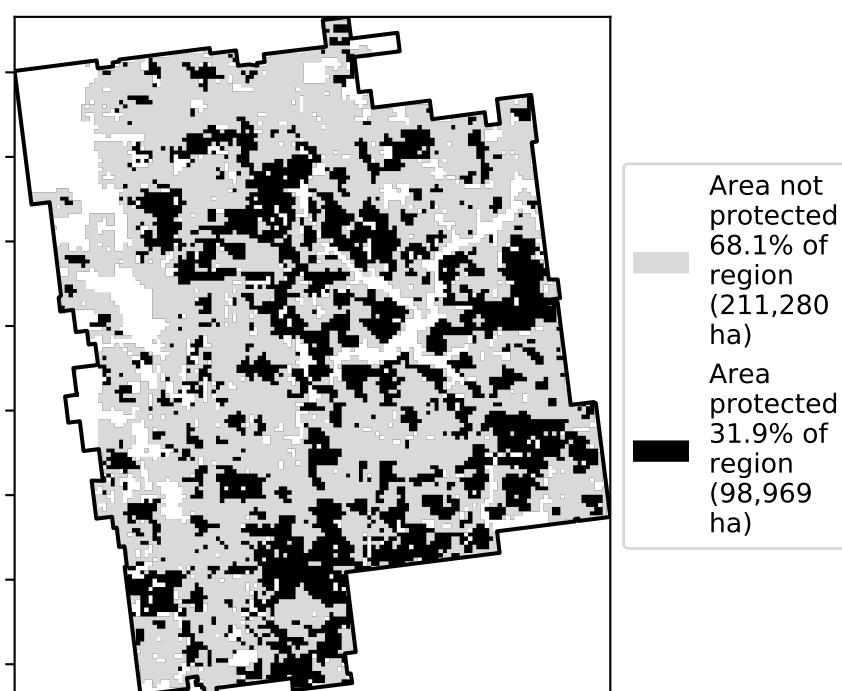 Area not
protected
68.1% of
region
(211,280
ha)
Area
protected
31.9% of
region
(98,969
ha)